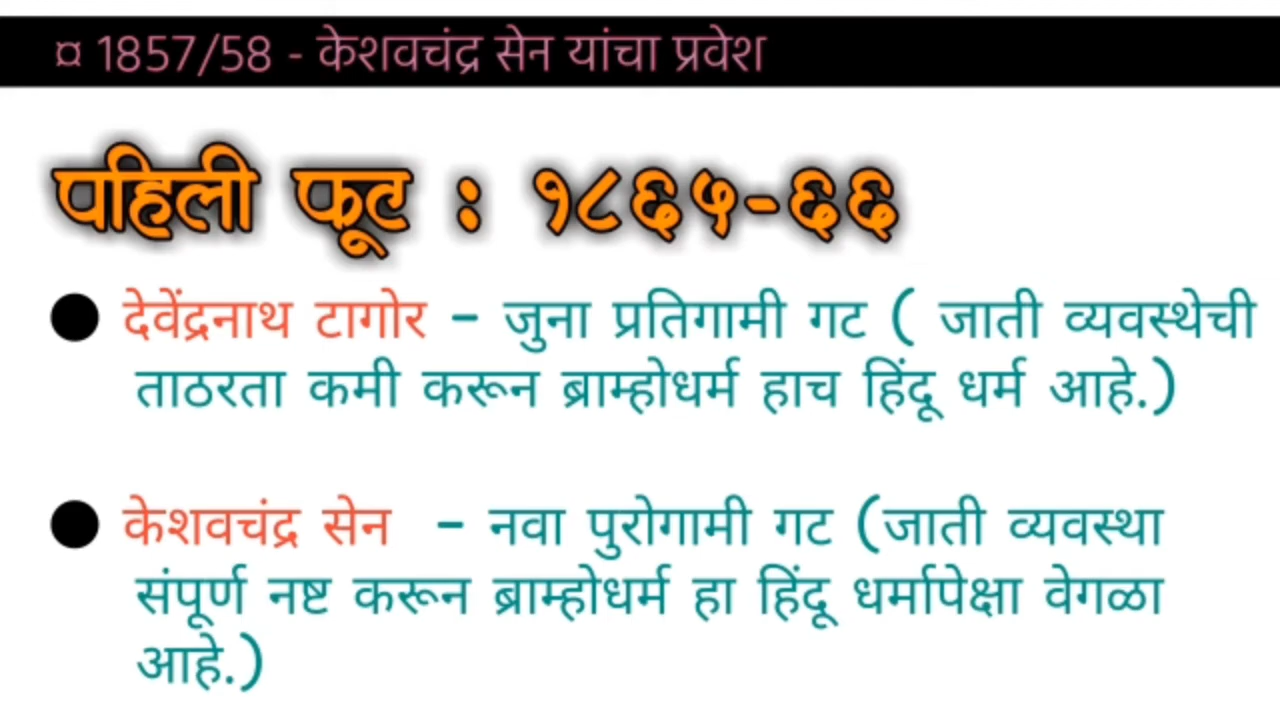 ¤ 1857/58 - केशवचंद्र सेन यांचा प्रवेश
पहिली फूट : १८६५-६६
● देवेंद्रनाथ टागोर - जुना प्रतिगामी गट ( जाती व्यवस्थेची
ताठरता कमी करून ब्राम्होधर्म हाच हिंदू धर्म आहे.)
● केशवचंद्र सेन - नवा पुरोगामी गट (जाती व्यवस्था
संपूर्ण नष्ट करून ब्राम्होधर्म हा हिंदू धर्मापेक्षा वेगळा
आहे.)